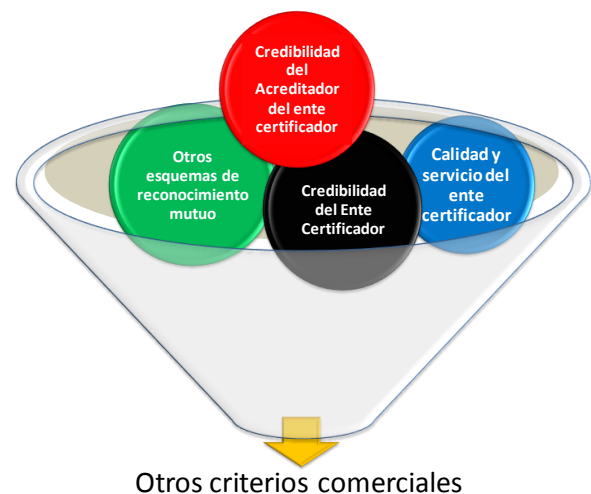 Credibilidad
del
Acreditador
del ente
certificador
Otros
esquemas de
reconocimiento
mutuo
Credibilidad
del Ente
Certificador
Calidad y
servicio del
ente
certificador
Otros criterios comerciales